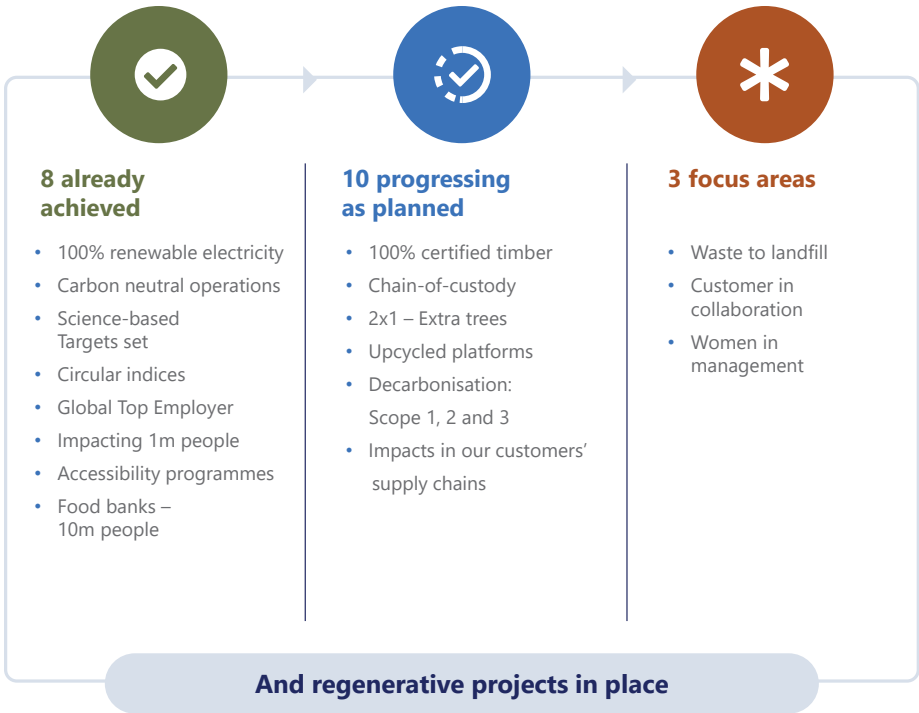 8 already
achieved
• 100% renewable electricity
• Carbon neutral operations
• Science-based
Targets set
• Circular indices
• Global Top Employer
• Impacting 1m people
• Accessibility programmes
• Food banks –
10m people
10 progressing
as planned
• 100% certified timber
• Chain-of-custody
• 2x1 – Extra trees
• Upcycled platforms
• Decarbonisation:
Scope 1, 2 and 3
• Impacts in our customers’
supply chains
3 focus areas
• Waste to landfill
• Customer in
collaboration
• Women in
management
And regenerative projects in place